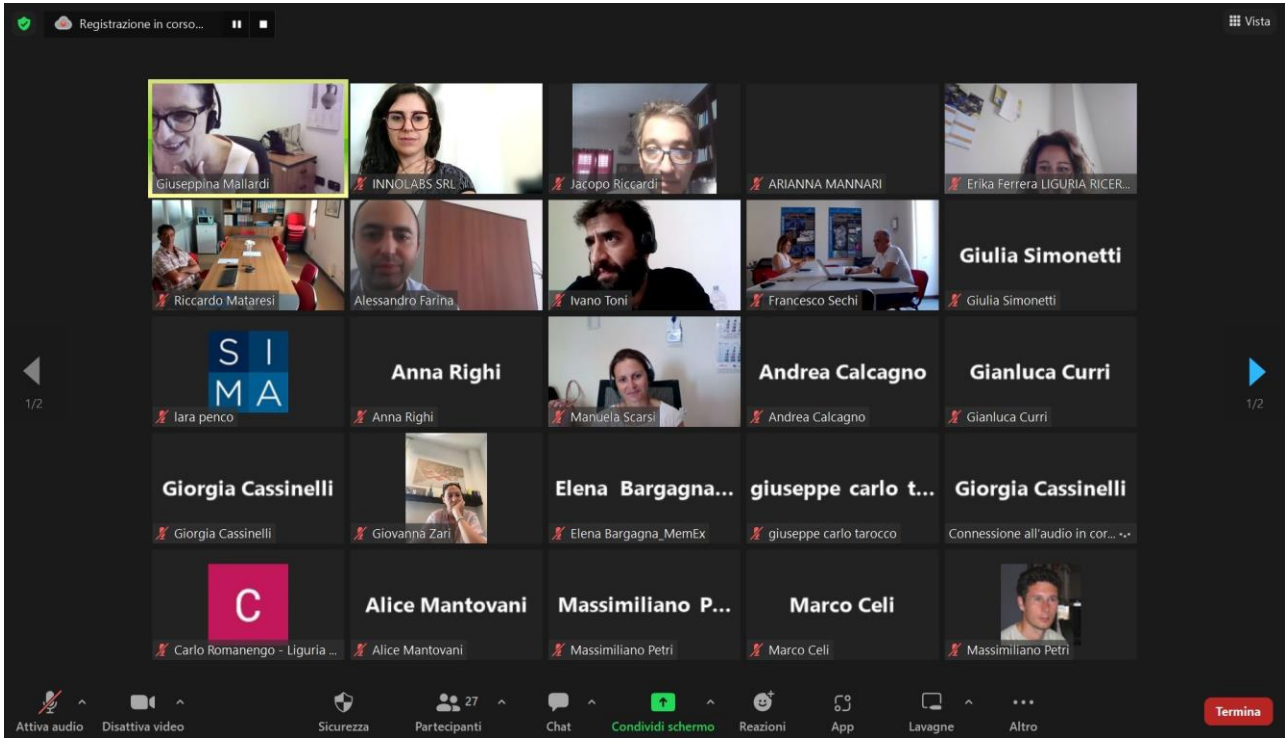 Registrazione in corso...
Vista
Giuseppina Mallardi
INNOLABS SRL
Jacopo Riccardi
ARIANNA MANNARI
Erika Ferrera LIGURIA RICER...
Riccardo Mataresi
Alessandro Farina
Ivano Toni
Francesco Sechi
Giulia Simonetti
Giulia Simonetti
S I
M A
Iara penco
Anna Righi
Anna Righi
Manuela Scarsi
Andrea Calcagno
Andrea Calcagno
Gianluca Curri
Gianluca Curri
1/2
1/2
Giorgia Cassinelli
Giorgia Cassinelli
Giovanna Zari
Elena Bargagna...
Elena Bargagna_MemEx
giuseppe carlo t...
giuseppe carlo tarocco
Giorgia Cassinelli
Connessione all'audio in cor...
C
Carlo Romanengo - Liguria ...
Alice Mantovani
Alice Mantovani
Massimiliano P...
Massimiliano Petri
Marco Celi
Marco Celi
Massimiliano Petri
Attiva audio
Disattiva video
Sicurezza
27
Partecipanti
Chat
Condividi schermo
Reazioni
App
Lavagne
Altro
Termina